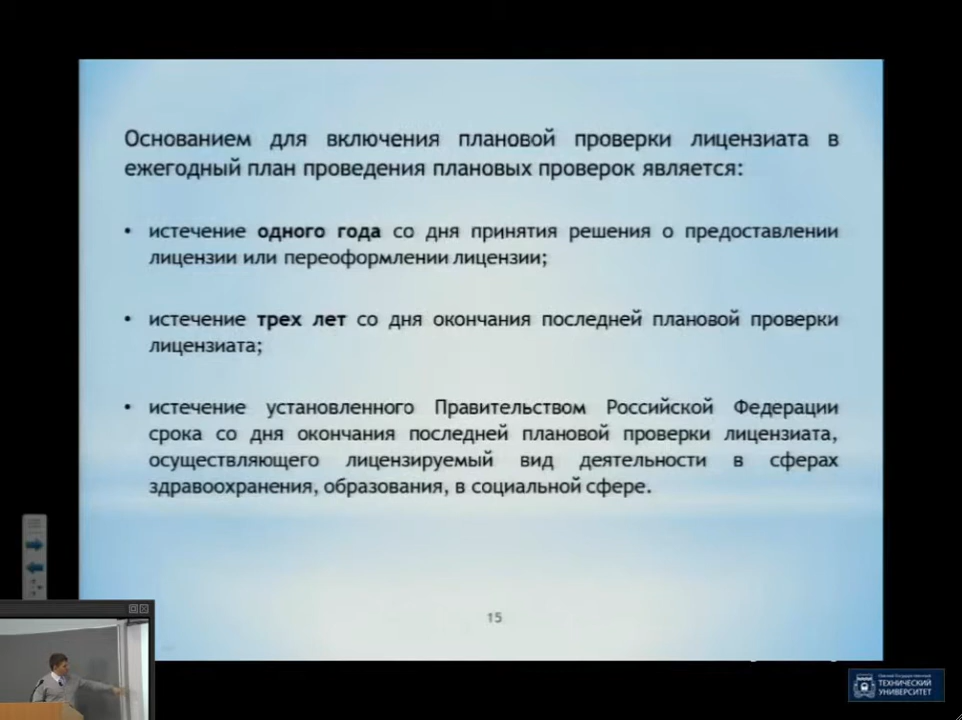 Основанием для включения плановой проверки лицензиата в
ежегодный план проведения плановых проверок является:
• истечение одного года со дня принятия решения о предоставлении
лицензии или переоформлении лицензии;
• истечение трех лет со дня окончания последней плановой проверки
лицензиата;
• истечение установленного Правительством Российской Федерации
срока со дня окончания последней плановой проверки лицензиата,
осуществляющего лицензируемый вид деятельности в сферах
здравоохранения, образования, в социальной сфере.
15
ТЕХНИЧЕСКИЙ
УНИВЕРСИТЕТ